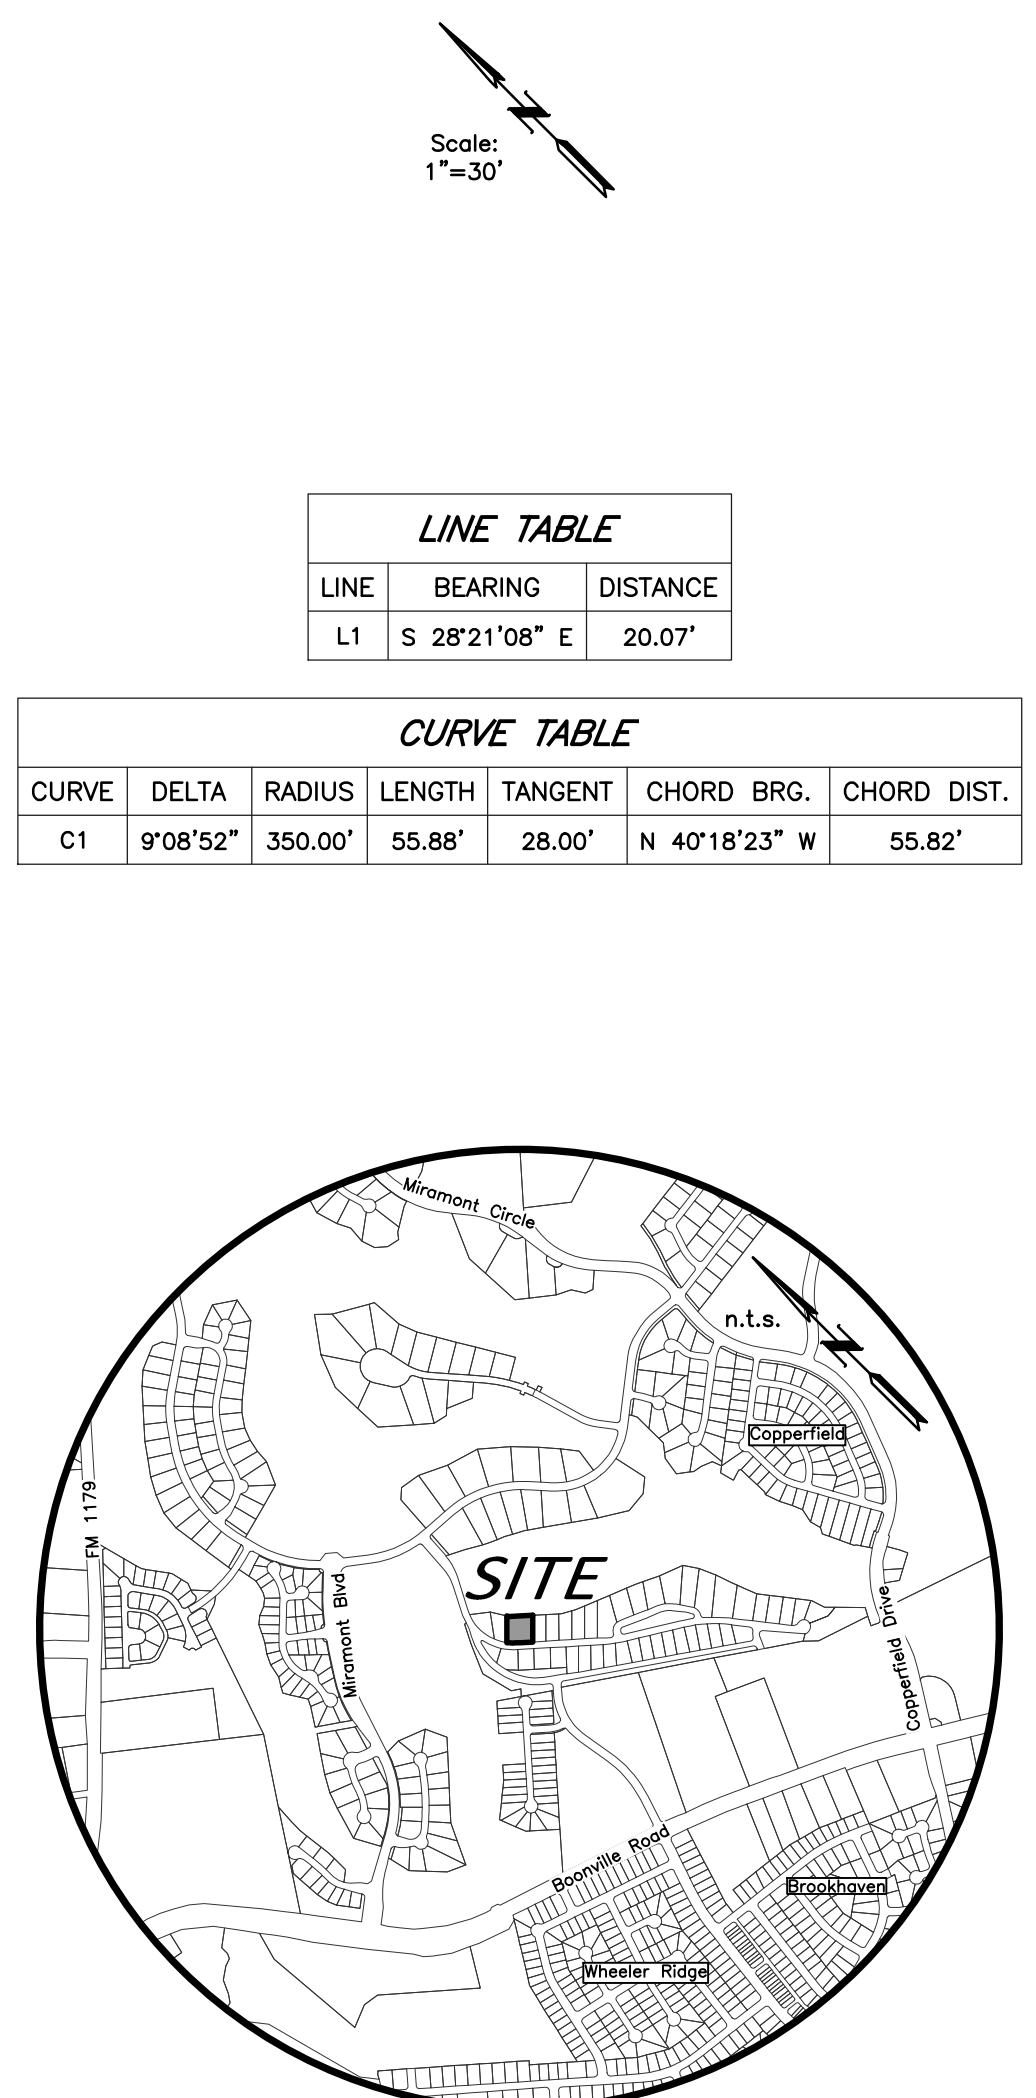 Scale:
1"=30'
LINE TABLE
LINE BEARING DISTANCE
L1 S 28°21'08" E 20.07'
CURVE TABLE
CURVE DELTA RADIUS LENGTH TANGENT CHORD BRG. CHORD DIST.
C1 9°08'52" 350.00' 55.88' 28.00' N 40°18'23" W 55.82'
Miramont Circle
n.t.s.
Copperfield
FM 1179
SITE
Miramont Blvd
Copperfield Drive
Boonville Road
Brookhaven
Wheeler Ridge